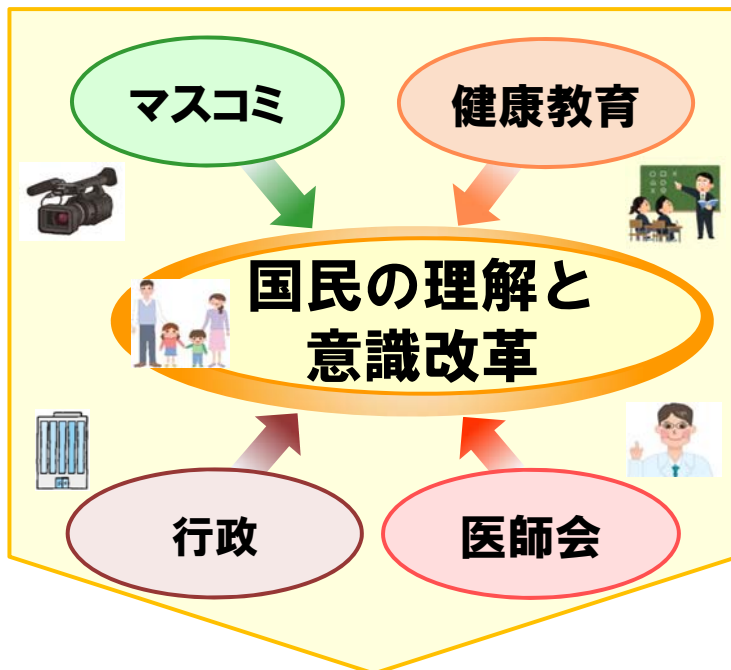 マスコミ
健康教育
国民の理解と
意識改革
行政
医師会